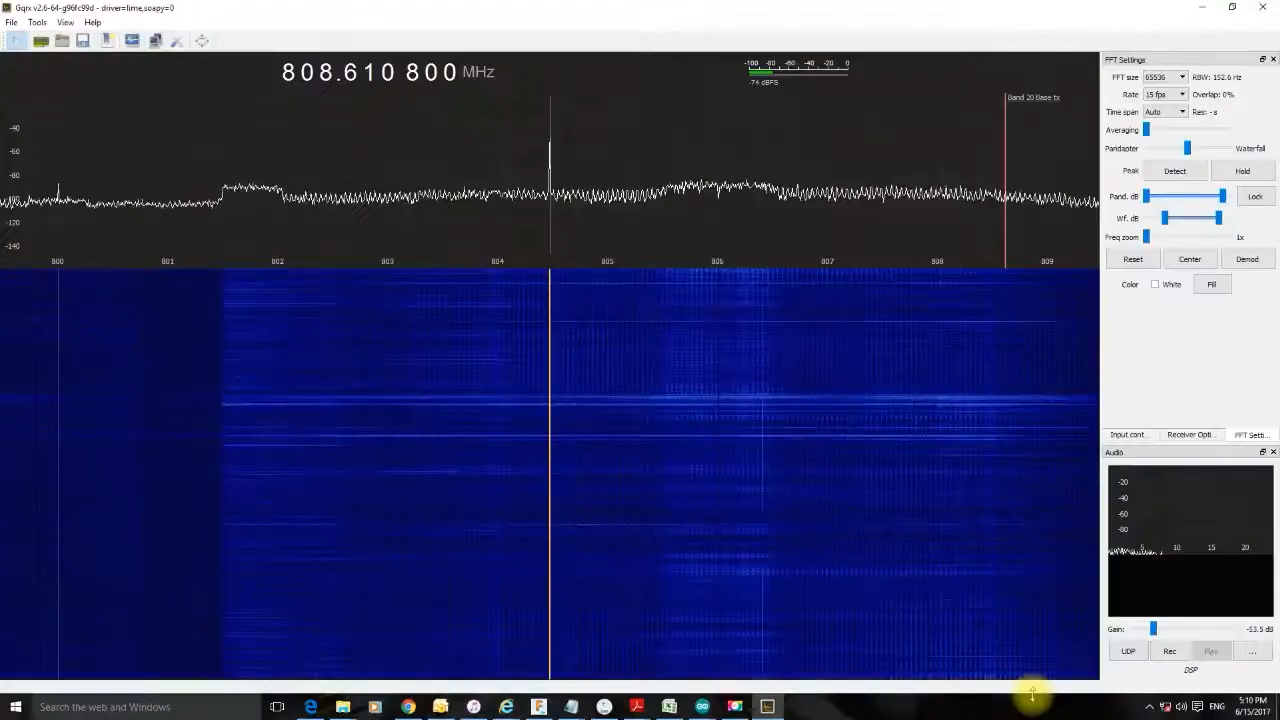 Gqrx v2.6-64-g96fc99d - driver=lime,soapy=0
File Tools View Help
808.610 800 MHz
-100 -80 -60 -40 -20 0
-74 dBFS
Band 20 Base tx
-40
-60
-80
-100
-120
-140
800 801 802 803 804 805 806 807 808 809
FFT Settings
FFT size 65536 RBW: 152.6 Hz
Rate 15 fps Overlap: 0%
Time span: Auto Res: - s
Averaging
Pandapter Waterfall
Peak Detect Hold
Pand. dB Lock
Wf. dB
Freq zoom 1x
Reset Center Demod
Color White Fill
Input cont... Receiver Opti... FFT Setti...
Audio
-20
-40
-60
-80
5 10 15 20
Gain: -53.5 dB
UDP Rec Play ...
DSP
Search the web and Windows
ENG
5:10 PM
6/15/2017